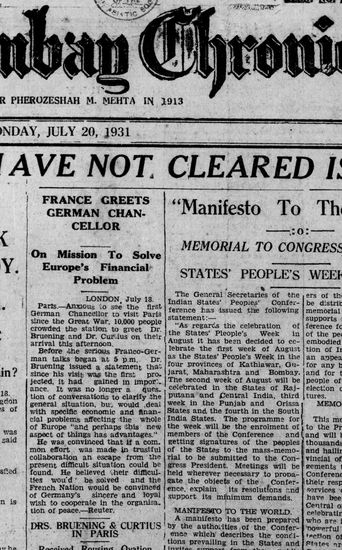 mbay Chronic
R PHEROZESHAH M. MEHTA IN 1913
ONDAY, JULY 20, 1931
AVE NOT CLEARED IS
FRANCE GREETS
GERMAN CHAN-
CELLOR
On Mission To Solve
Europe's Financial
Problem
LONDON, July 18.
Paris.—Anxious to see the first
German Chancellor to visit Paris
since the Great War, 10,000 people
crowded the station to greet Dr.
Bruening and Dr. Curtius on their
arrival this afternoon.
Before the serious Franco-Ger-
man talks began at 5 p.m. Dr.
Bruening issued a statement that
since his visit was the first pro-
jected, it had gained in import-
ance. It was no longer a ques-
tion of conversations to clarify the
general situation, but would deal
with specific economic and finan-
cial problems affecting the whole
of Europe "and perhaps this new
aspect of things has advantages."
He was convinced that if a com-
mon effort was made in trustful
collaboration an escape from the
present difficult situation could be
found. He believed their difficul-
ties would be solved and the
French Nation would be convinced
of Germany's sincere and loyal
wish to cooperate in the organisa-
tion of peace.—Reuter.
DRS. BRUENING & CURTIUS
IN PARIS
Received Rousing Ovation
"Manifesto To The
:o:
MEMORIAL TO CONGRESS
STATES' PEOPLE'S WEEK
The General Secretaries of the
Indian States' Peoples' Confer-
ference has issued the following
statement:—
"As regards the celebration of
the States' People's Week in
August it has been decided to ce-
lebrate the first week of August
as the States' People's Week in the
four provinces of Kathiawar, Gu-
jarat, Maharashtra and Bombay.
The second week of August will be
celebrated in the States of Raj-
putana and Central India, third
week in the Punjab and Orissa
States and the fourth in the South
India States. The programme for
the week will be the enrolment of
members of the Conference and
getting signatures of the peoples
of the States to the mass-memo-
rial to be submitted to the Con-
gress President. Meetings will be
held wherever necessary to propa-
gate the objects of the Confer-
ence, explain its resolutions and
support its minimum demands.
MANIFESTO TO THE WORLD.
A manifesto has been prepared
by the authorities of the Confer-
ence which describes the condi-
tions prevailing in the States and